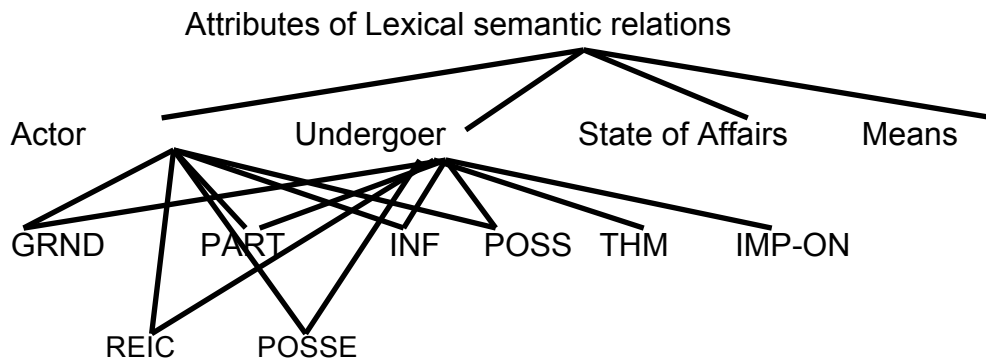 Attributes of Lexical semantic relations
Actor Undergoer State of Affairs Means
GRND PART INF POSS THM IMP-ON
REIC POSSE